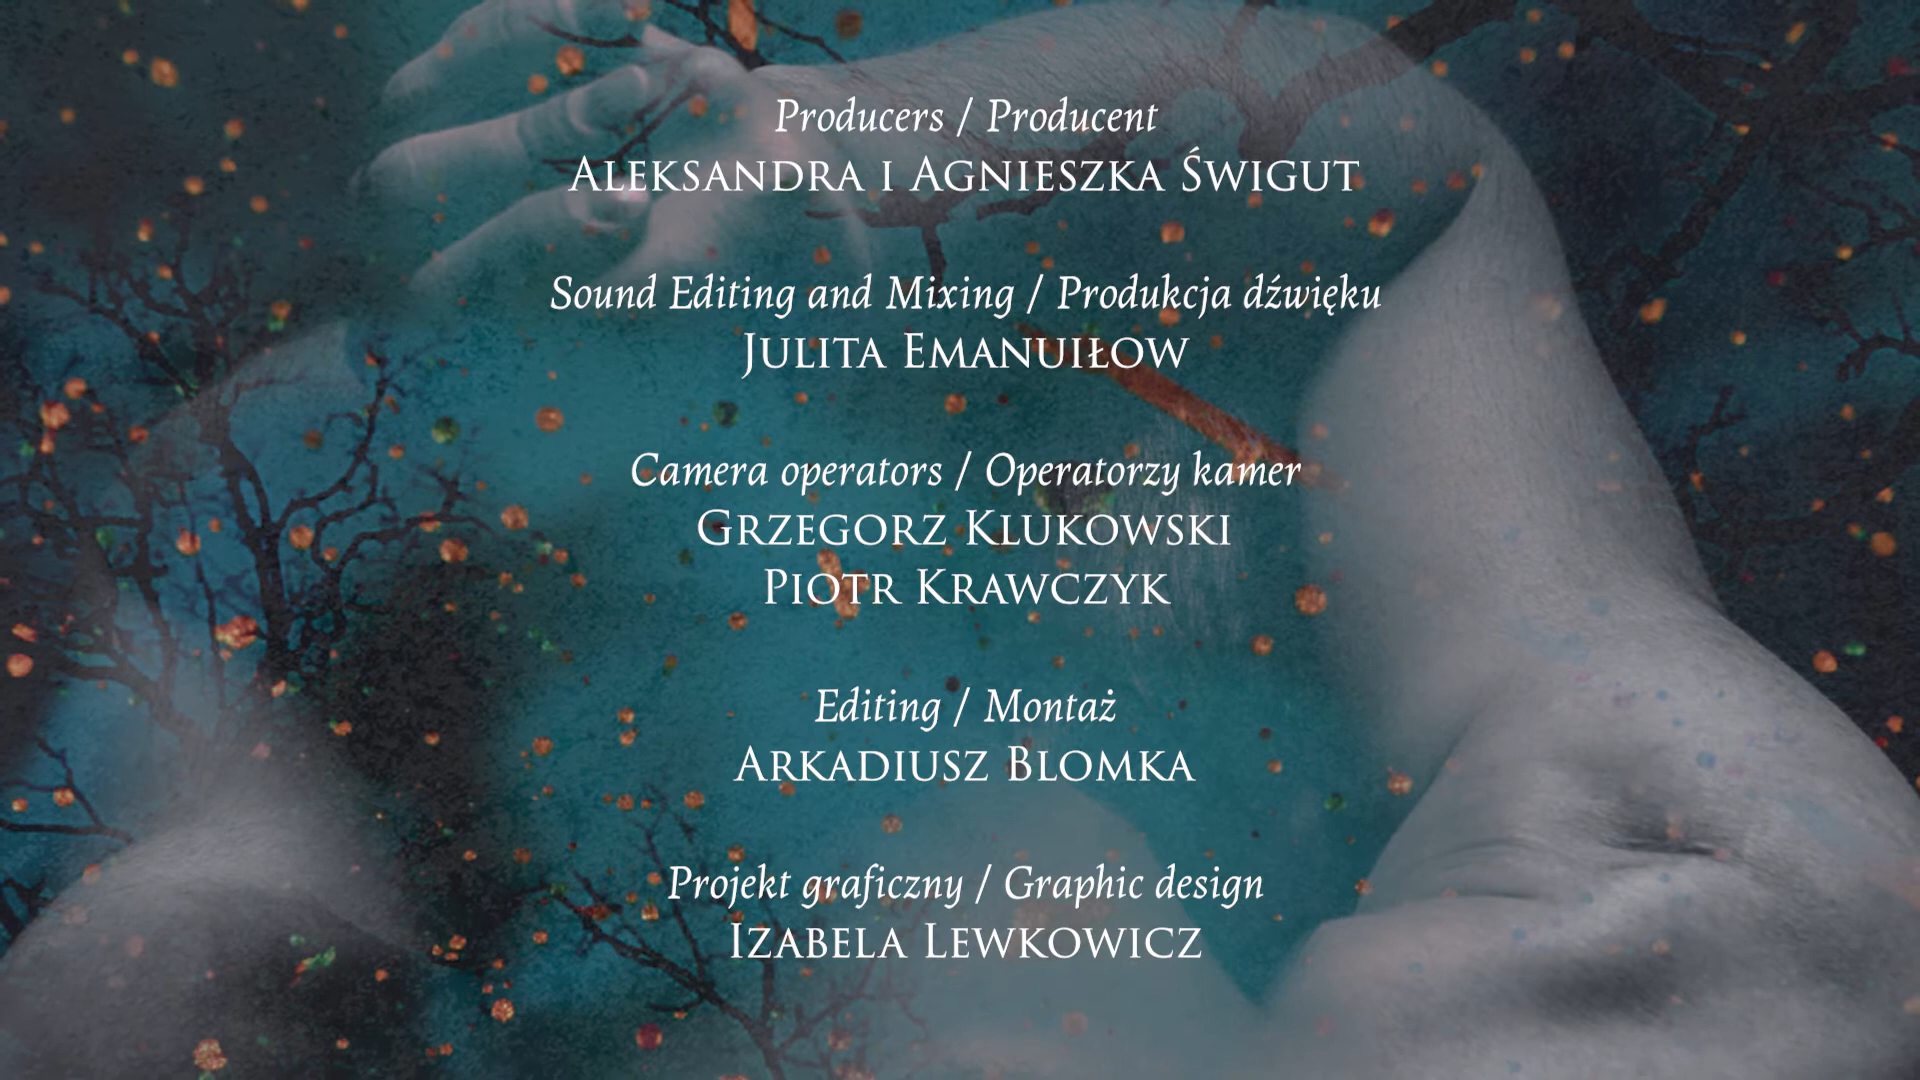 Producers / Producent
Aleksandra i Agnieszka Świgut
Sound Editing and Mixing / Produkcja dźwięku
Julita Emanuiłow
Camera operators / Operatorzy kamer
Grzegorz Klukowski
Piotr Krawczyk
Editing / Montaż
Arkadiusz Blomka
Projekt graficzny / Graphic design
Izabela Lewkowicz